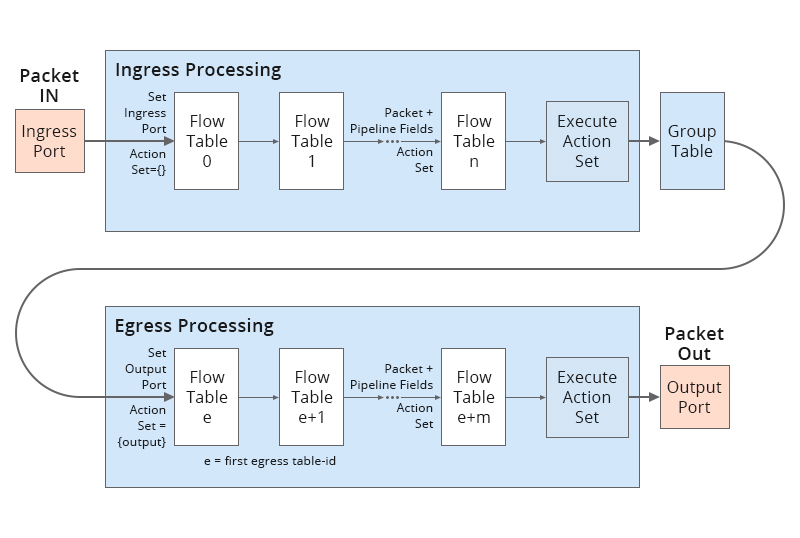 Packet
IN
Ingress
Port
Ingress Processing
Set
Ingress
Port
Action
Set={}
Flow
Table
0
Flow
Table
1
Packet +
Pipeline Fields
Action
Set
Flow
Table
n
Execute
Action
Set
Group
Table
Egress Processing
Set
Output
Port
Action
Set =
{output}
Flow
Table
e
Flow
Table
e+1
Packet +
Pipeline Fields
Action
Set
Flow
Table
e+m
Execute
Action
Set
e = first egress table-id
Packet
Out
Output
Port